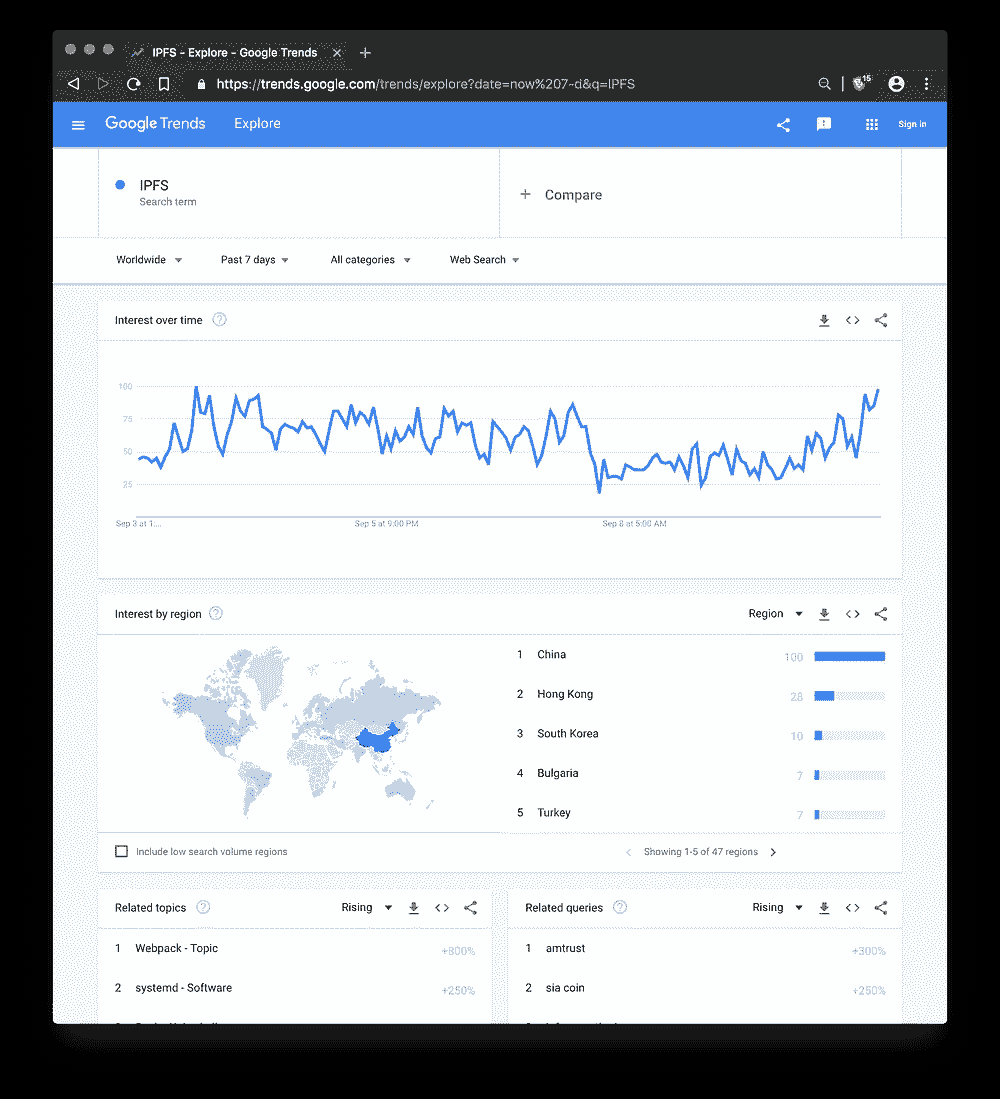 IPFS - Explore - Google Trends
https://trends.google.com/trends/explore?date=now%207-d&q=IPFS
15
Google Trends Explore
Sign in
IPFS
Search term
+ Compare
Worldwide Past 7 days All categories Web Search
Interest over time
100
75
50
25
Sep 3 at 1....
Sep 5 at 9:00 PM
Sep 8 at 5:00 AM
Interest by region
Region
1 China 100
2 Hong Kong 28
3 South Korea 10
4 Bulgaria 7
5 Turkey 7
Include low search volume regions
Showing 1-5 of 47 regions
Related topics
Rising
1 Webpack - Topic +800%
2 systemd - Software +250%
Related queries
Rising
1 amtrust +300%
2 sia coin +250%